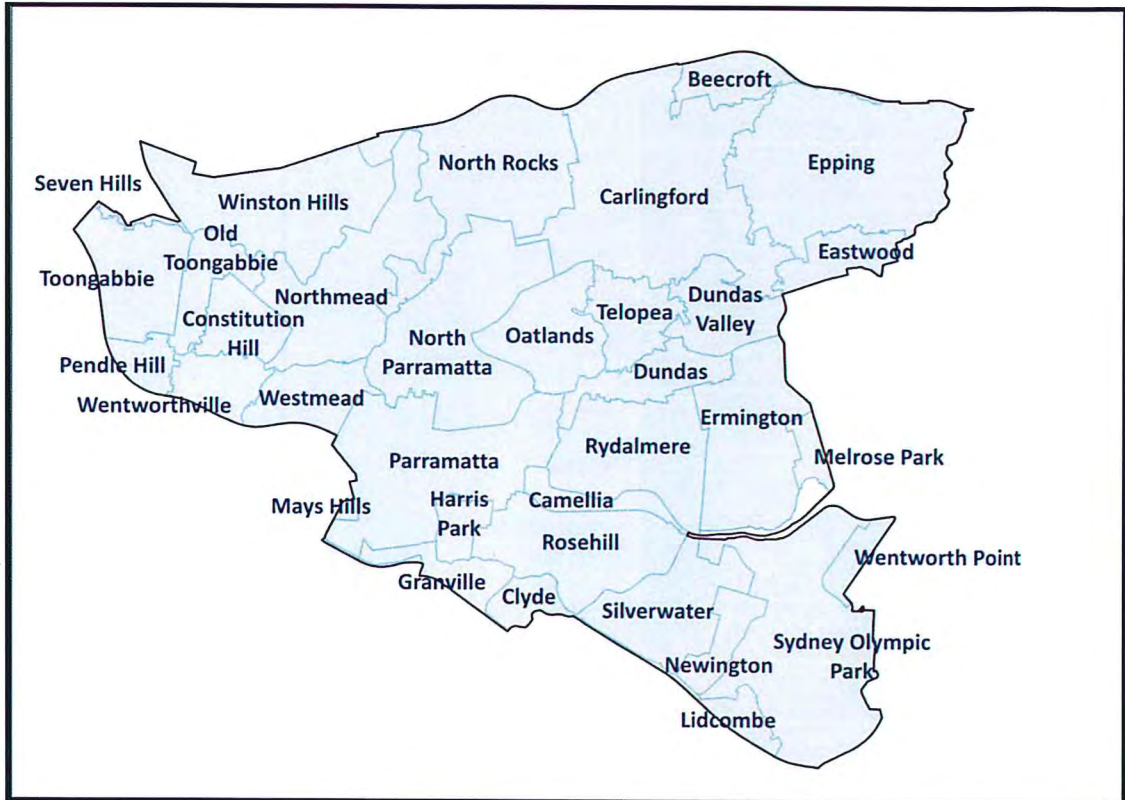 Beecroft
North Rocks
Epping
Seven Hills
Winston Hills
Carlingford
Old
Toongabbie
Eastwood
Toongabbie
Northmead
Dundas
Valley
Telopea
Constitution
Hill
North
Parramatta
Oatlands
Pendle Hill
Dundas
Wentworthville
Westmead
Ermington
Rydalmere
Melrose Park
Parramatta
Mays Hills
Harris
Park
Camellia
Rosehill
Wentworth Point
Granville
Clyde
Silverwater
Sydney Olympic
Park
Newington
Lidcombe